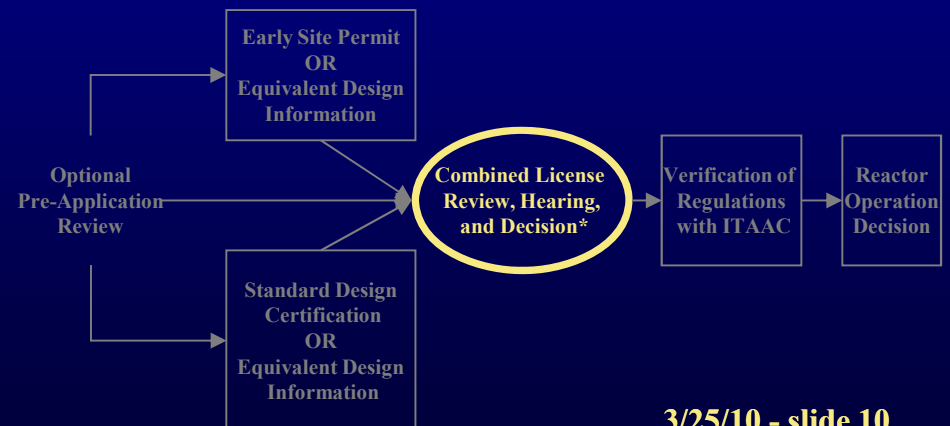 Early Site Permit
OR
Equivalent Design
Information
Optional
Pre-Application
Review
Combined License
Review, Hearing,
and Decision*
Verification of
Regulations
with ITAAC
Reactor
Operation
Decision
Standard Design
Certification
OR
Equivalent Design
Information
3/25/10 - slide 10